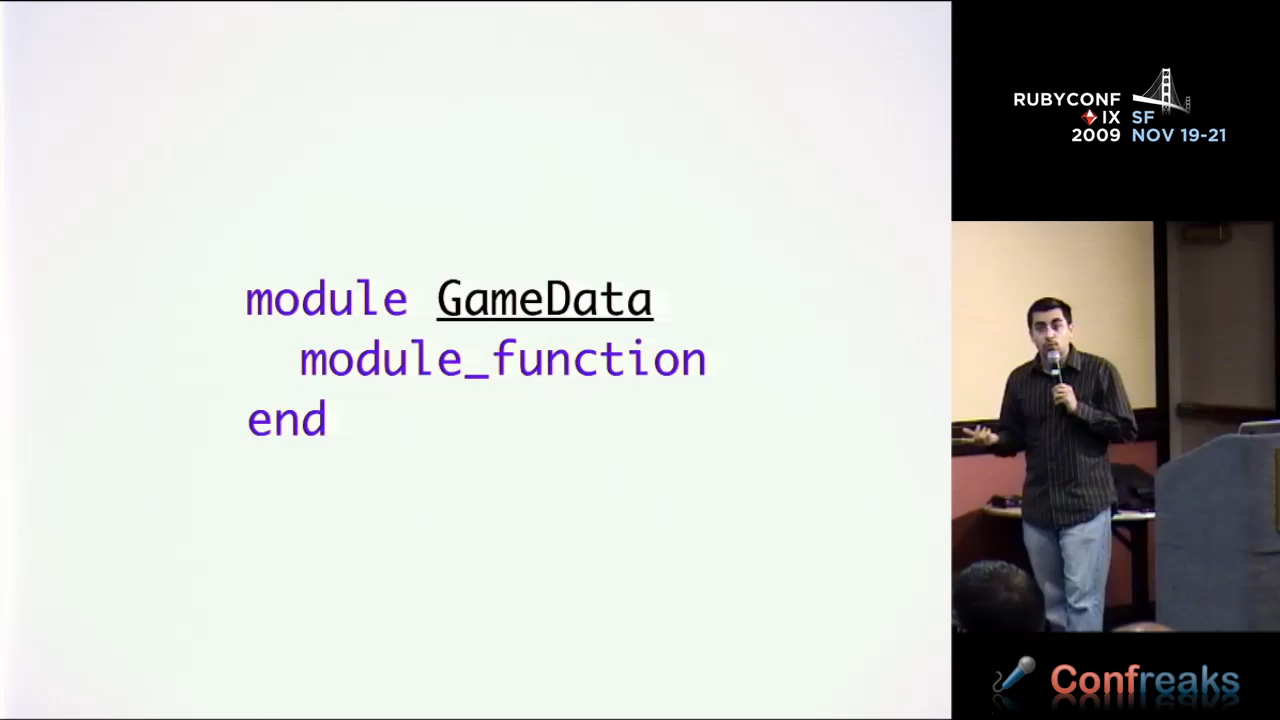 module GameData
module_function
end
RUBYCONF
IX
2009
SF
NOV 19-21
Confreaks